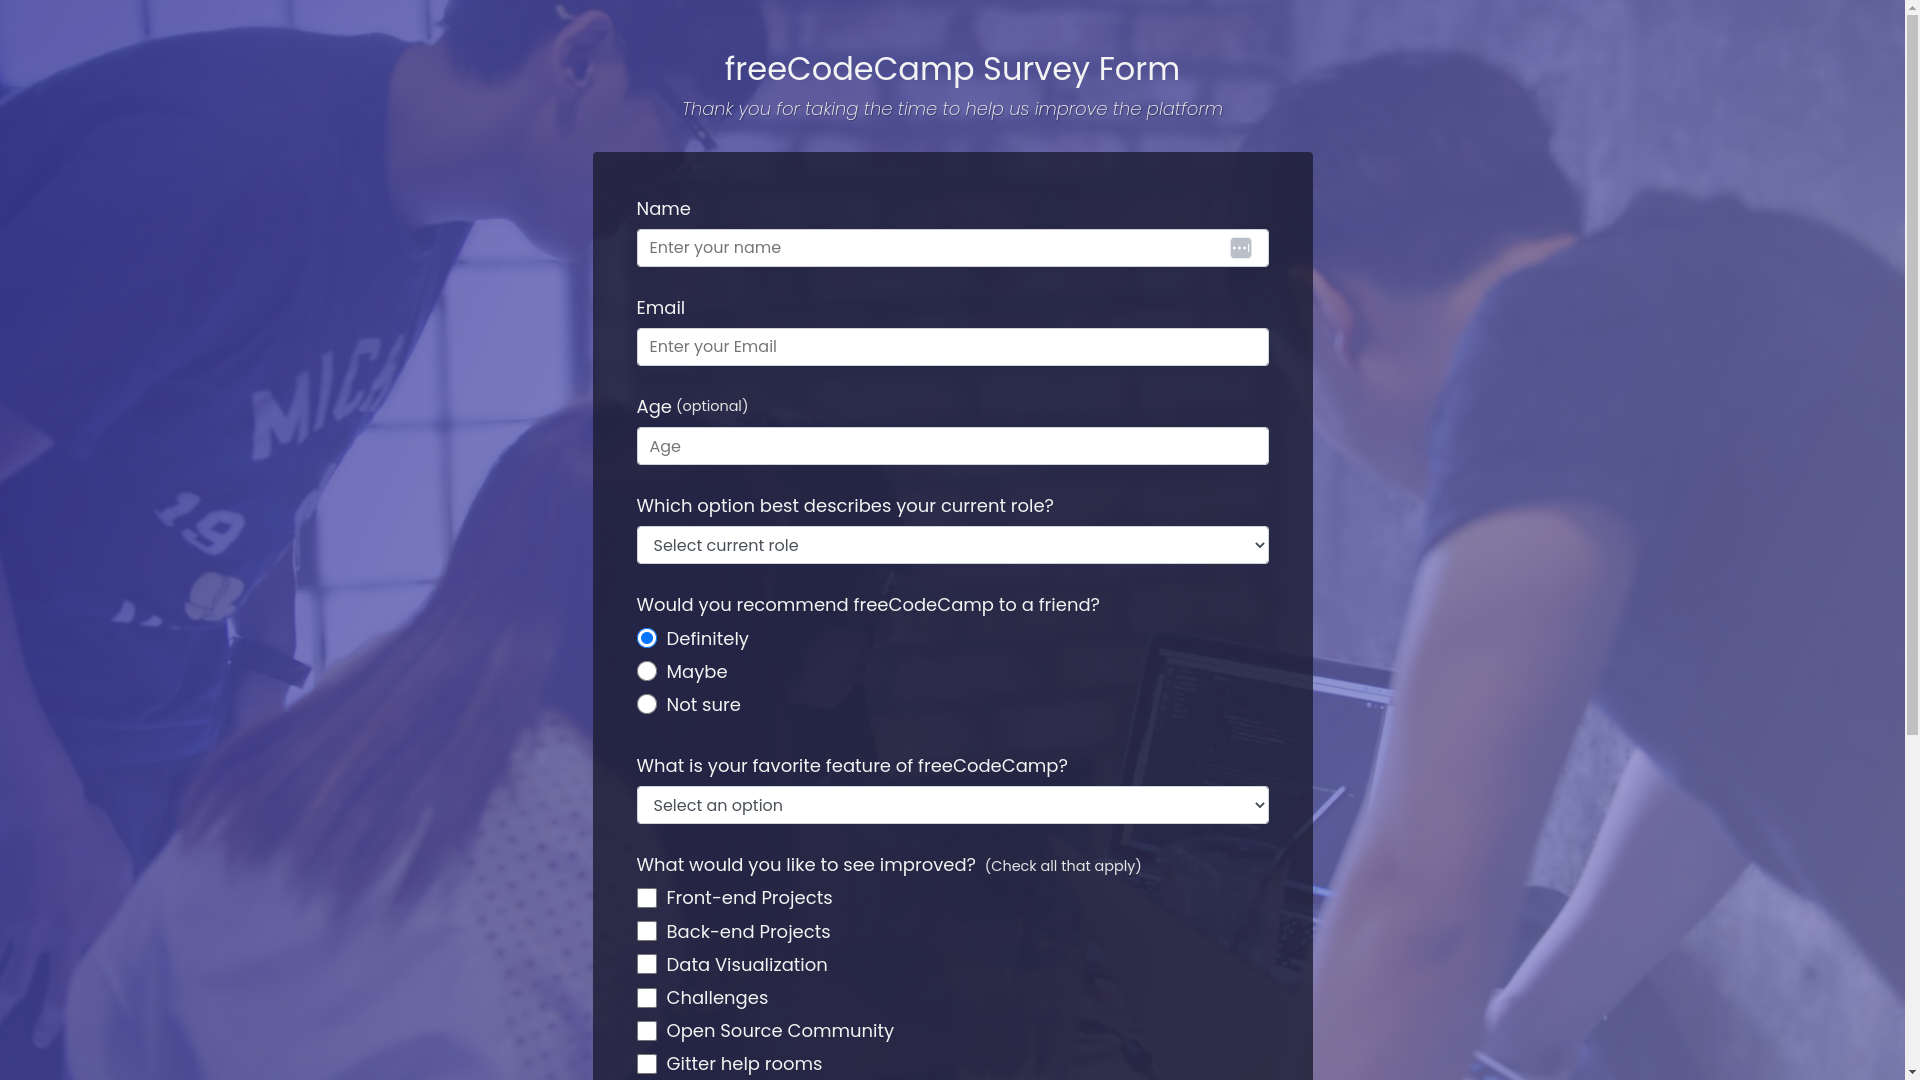 freeCodeCamp Survey Form
Thank you for taking the time to help us improve the platform
Name
Enter your name
Email
Enter your Email
Age (optional)
Age
Which option best describes your current role?
Select current role
Would you recommend freeCodeCamp to a friend?
Definitely
Maybe
Not sure
What is your favorite feature of freeCodeCamp?
Select an option
What would you like to see improved? (Check all that apply)
Front-end Projects
Back-end Projects
Data Visualization
Challenges
Open Source Community
Gitter help rooms
MICH
19